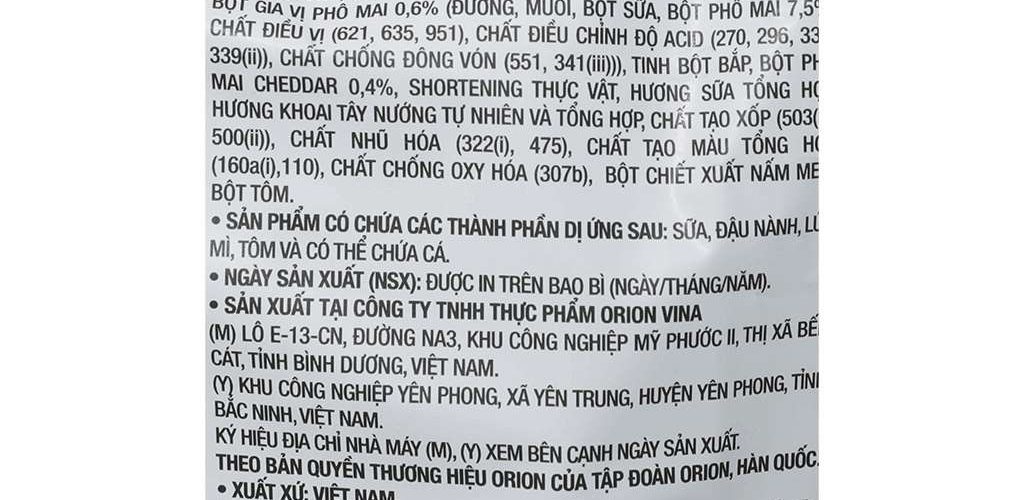 BỘT GIA VỊ PHÔ MAI 0,6% (ĐƯỜNG, MUỐI, BỘT SỮA, BỘT PHÔ MAI 7,5%
CHẤT ĐIỀU VỊ (621, 635, 951), CHẤT ĐIỀU CHỈNH ĐỘ ACID (270, 296, 33
339(ii)), CHẤT CHỐNG ĐÔNG VÓN (551, 341(iii))), TINH BỘT BẮP, BỘT PH
MAI CHEDDAR 0,4%, SHORTENING THỰC VẬT, HƯƠNG SỮA TỔNG HỢ
HƯƠNG KHOAI TÂY NƯỚNG TỰ NHIÊN VÀ TỔNG HỢP, CHẤT TẠO XỐP (503(
500(ii)), CHẤT NHŨ HÓA (322(i), 475), CHẤT TẠO MÀU TỔNG HỢ
(160a(i),110), CHẤT CHỐNG OXY HÓA (307b), BỘT CHIẾT XUẤT NẤM ME
BỘT TÔM.
• SẢN PHẨM CÓ CHỨA CÁC THÀNH PHẦN DỊ ỨNG SAU: SỮA, ĐẬU NÀNH, LÚ
MÌ, TÔM VÀ CÓ THỂ CHỨA CÁ.
• NGÀY SẢN XUẤT (NSX): ĐƯỢC IN TRÊN BAO BÌ (NGÀY/THÁNG/NĂM).
• SẢN XUẤT TẠI CÔNG TY TNHH THỰC PHẨM ORION VINA
(M) LÔ E-13-CN, ĐƯỜNG NA3, KHU CÔNG NGHIỆP MỸ PHƯỚC II, THỊ XÃ BẾ
CÁT, TỈNH BÌNH DƯƠNG, VIỆT NAM.
(Y) KHU CÔNG NGHIỆP YÊN PHONG, XÃ YÊN TRUNG, HUYỆN YÊN PHONG, TỈN
BẮC NINH, VIỆT NAM.
KÝ HIỆU ĐỊA CHỈ NHÀ MÁY (M), (Y) XEM BÊN CẠNH NGÀY SẢN XUẤT.
THEO BẢN QUYỀN THƯƠNG HIỆU ORION CỦA TẬP ĐOÀN ORION, HÀN QUỐC.
• XUẤT XỨ: VIỆT NAM